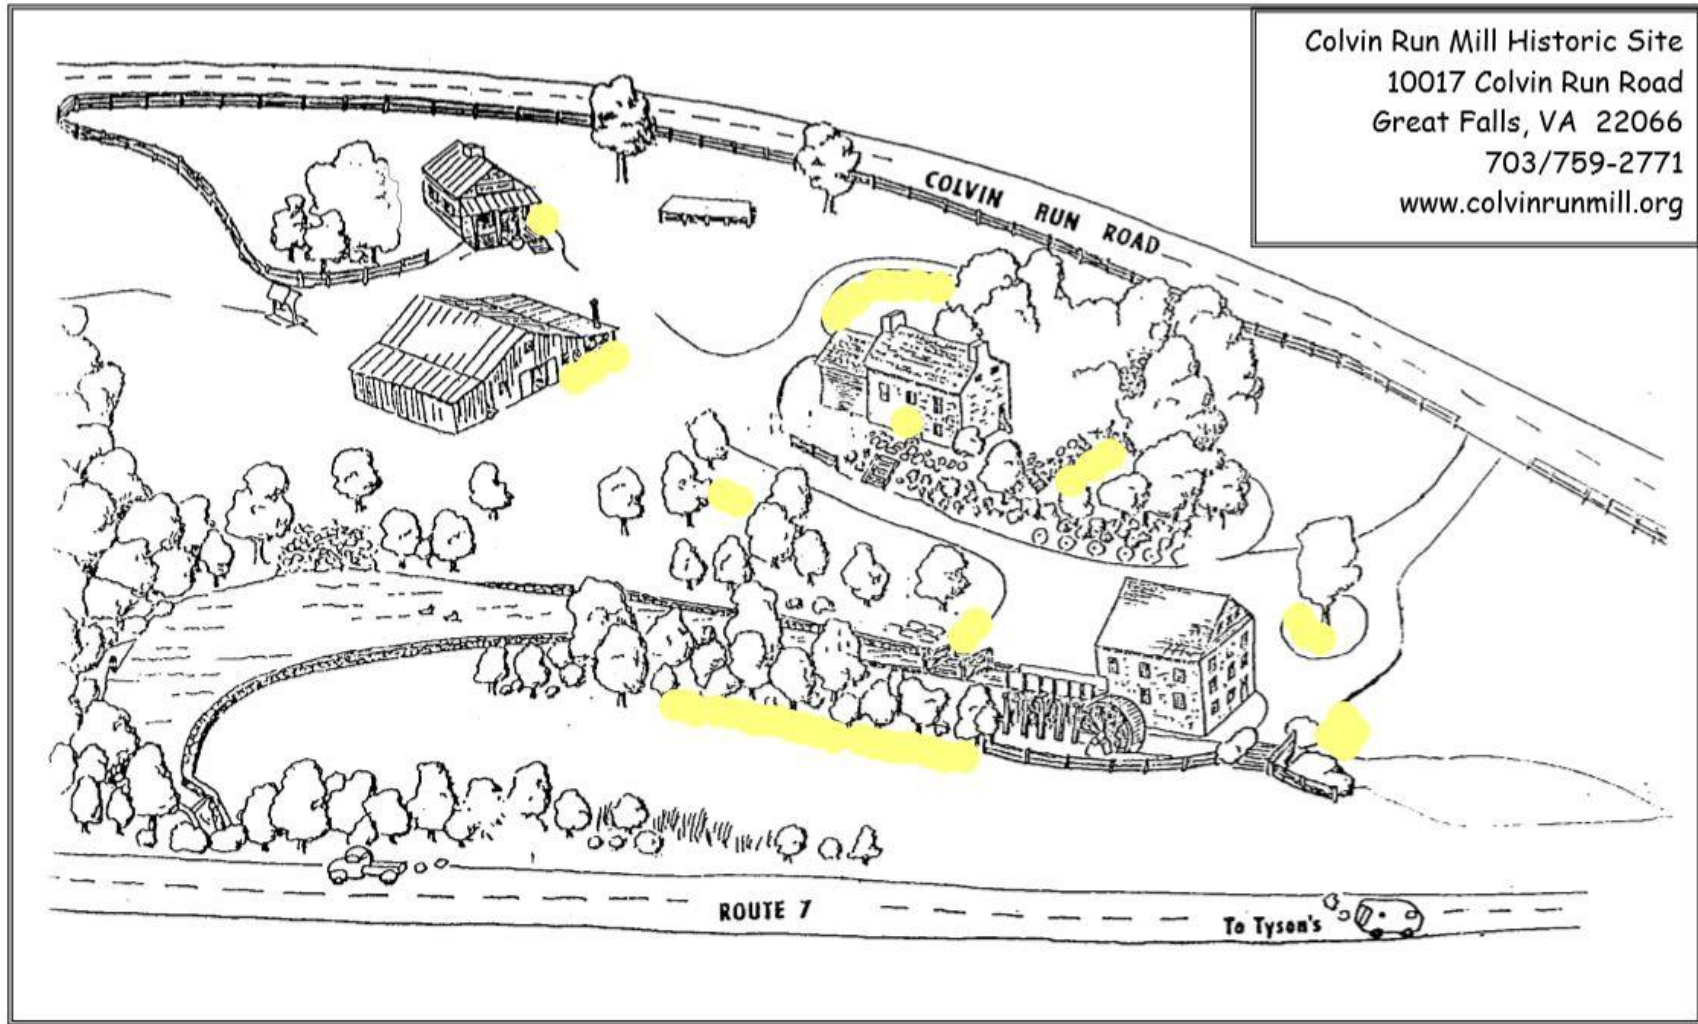 Colvin Run Mill Historic Site
10017 Colvin Run Road
Great Falls, VA 22066
703/759-2771
www.colvinrunmill.org
COLVIN RUN ROAD
ROUTE 7
To Tyson's